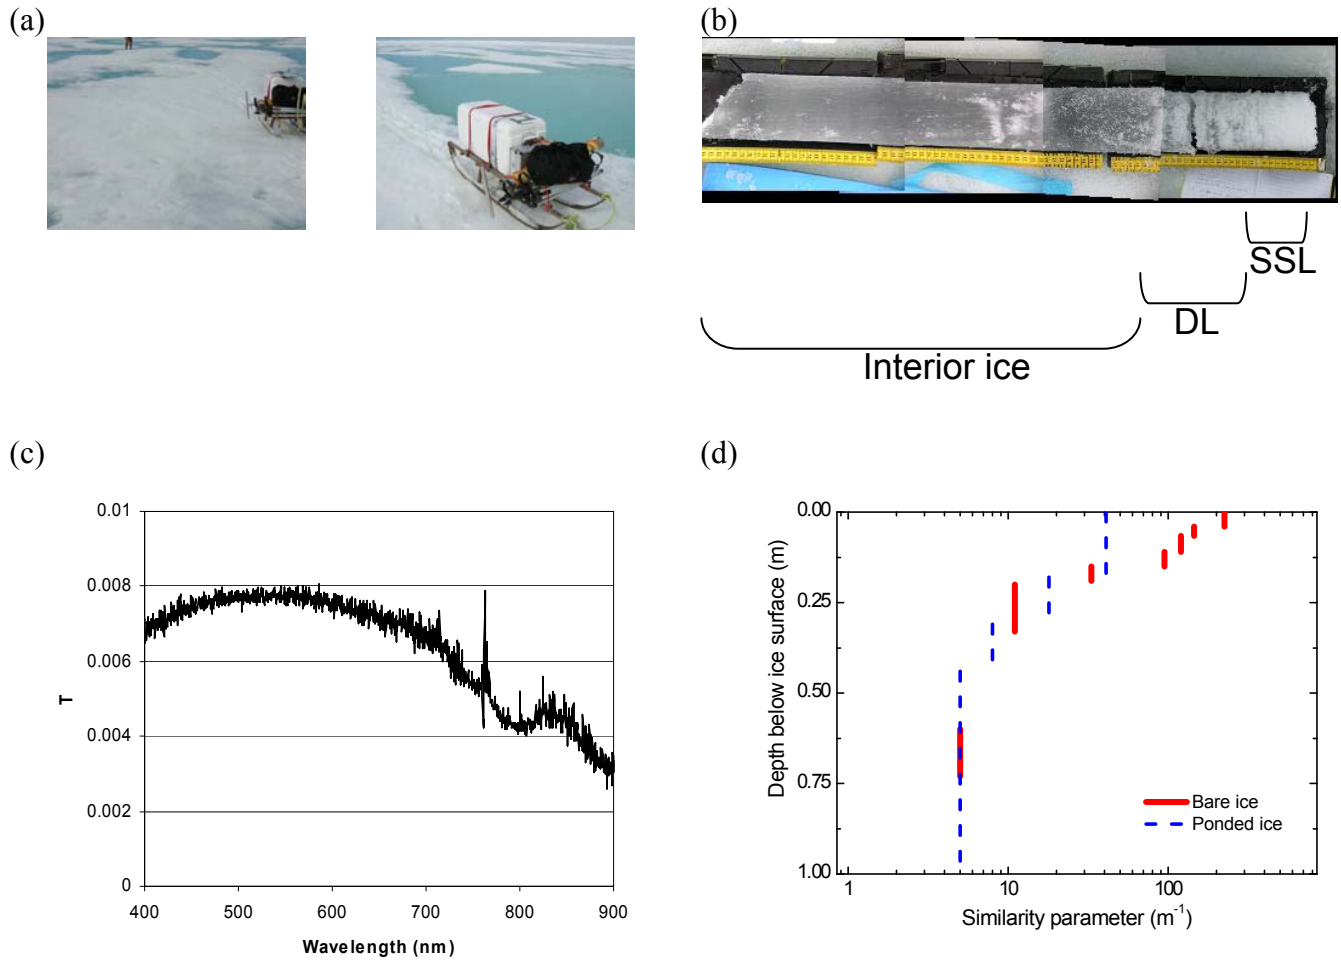 (a)
(b)
SSL
DL
Interior ice
(c)
0.01
0.008
0.006
0.004
0.002
0
T
400 500 600 700 800 900
Wavelength (nm)
(d)
0.00
0.25
0.50
0.75
1.00
Depth below ice surface (m)
Bare ice
Ponded ice
1 10 100
Similarity parameter (m⁻¹)